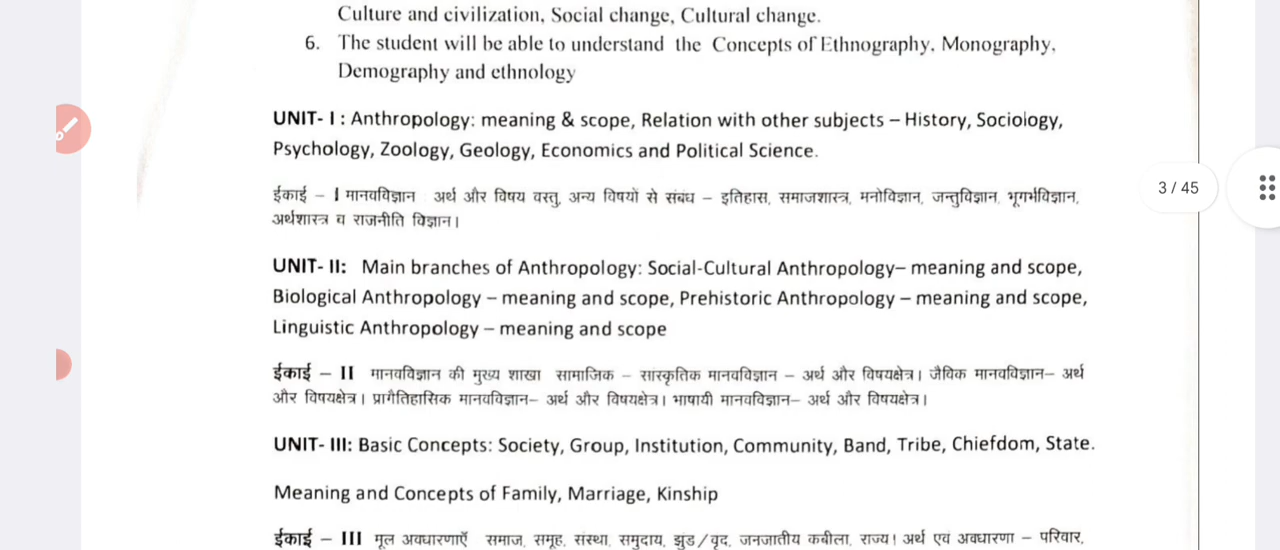 Culture and civilization, Social change, Cultural change.
6. The student will be able to understand the Concepts of Ethnography, Monography,
Demography and ethnology
UNIT- I : Anthropology: meaning & scope, Relation with other subjects – History, Sociology,
Psychology, Zoology, Geology, Economics and Political Science.
ईकाई – I मानवविज्ञान अर्थ और विषय वस्तु, अन्य विषयों से संबंध – इतिहास, समाजशास्त्र, मनोविज्ञान, जन्तुविज्ञान, भूगर्भविज्ञान,
अर्थशास्त्र व राजनीति विज्ञान।
3 / 45
UNIT- II: Main branches of Anthropology: Social-Cultural Anthropology– meaning and scope,
Biological Anthropology – meaning and scope, Prehistoric Anthropology – meaning and scope,
Linguistic Anthropology – meaning and scope
ईकाई – II मानवविज्ञान की मुख्य शाखा सामाजिक – सांस्कृतिक मानवविज्ञान – अर्थ और विषयक्षेत्र। जैविक मानवविज्ञान– अर्थ
और विषयक्षेत्र। प्रागैतिहासिक मानवविज्ञान– अर्थ और विषयक्षेत्र। भाषायी मानवविज्ञान– अर्थ और विषयक्षेत्र।
UNIT- III: Basic Concepts: Society, Group, Institution, Community, Band, Tribe, Chiefdom, State.
Meaning and Concepts of Family, Marriage, Kinship
ईकाई – III मूल अवधारणाएँ समाज, समूह, संस्था, समुदाय, झुड/वृद, जनजातीय कबीला, राज्य। अर्थ एवं अवधारणा – परिवार,